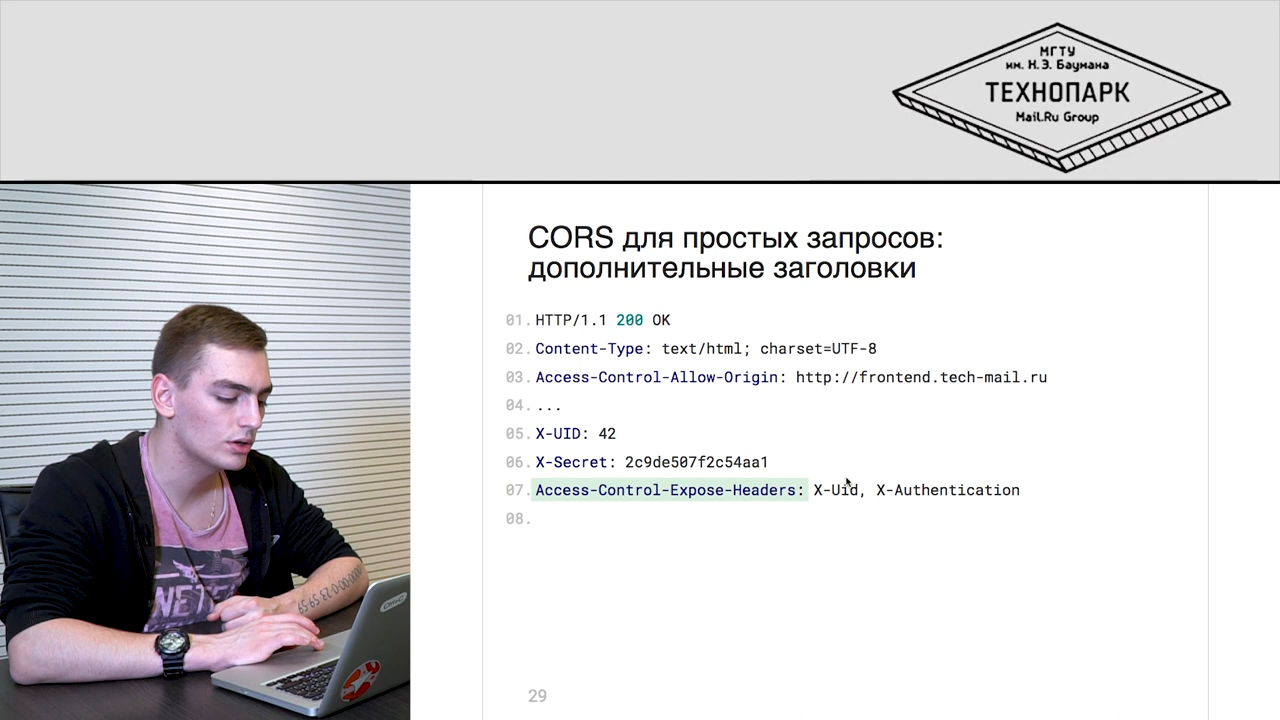 МГТУ
им. Н.Э. Баумана
ТЕХНОПАРК
Mail.Ru Group
CORS для простых запросов:
дополнительные заголовки
01. HTTP/1.1 200 OK
02. Content-Type: text/html; charset=UTF-8
03. Access-Control-Allow-Origin: http://frontend.tech-mail.ru
04. ...
05. X-UID: 42
06. X-Secret: 2c9de507f2c54aa1
07. Access-Control-Expose-Headers: X-Uid, X-Authentication
08.
29